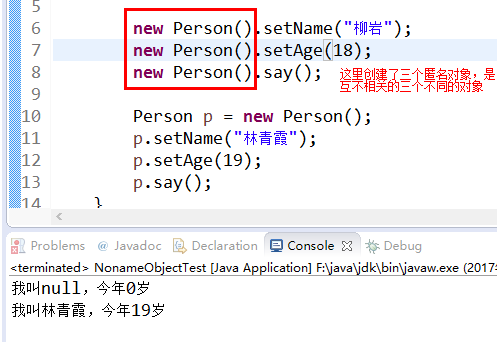 6 new Person().setName("柳岩");
7 new Person().setAge(18);
8 new Person().say(); 这里创建了三个匿名对象，是
互不相关的三个不同的对象
9
10 Person p = new Person();
11 p.setName("林青霞");
12 p.setAge(19);
13 p.say();
14 }
Problems @ Javadoc Declaration Console Debug
<terminated> NonameObjectTest [Java Application] F:\java\jdk\bin\javaw.exe (2017
我叫null，今年0岁
我叫林青霞，今年19岁